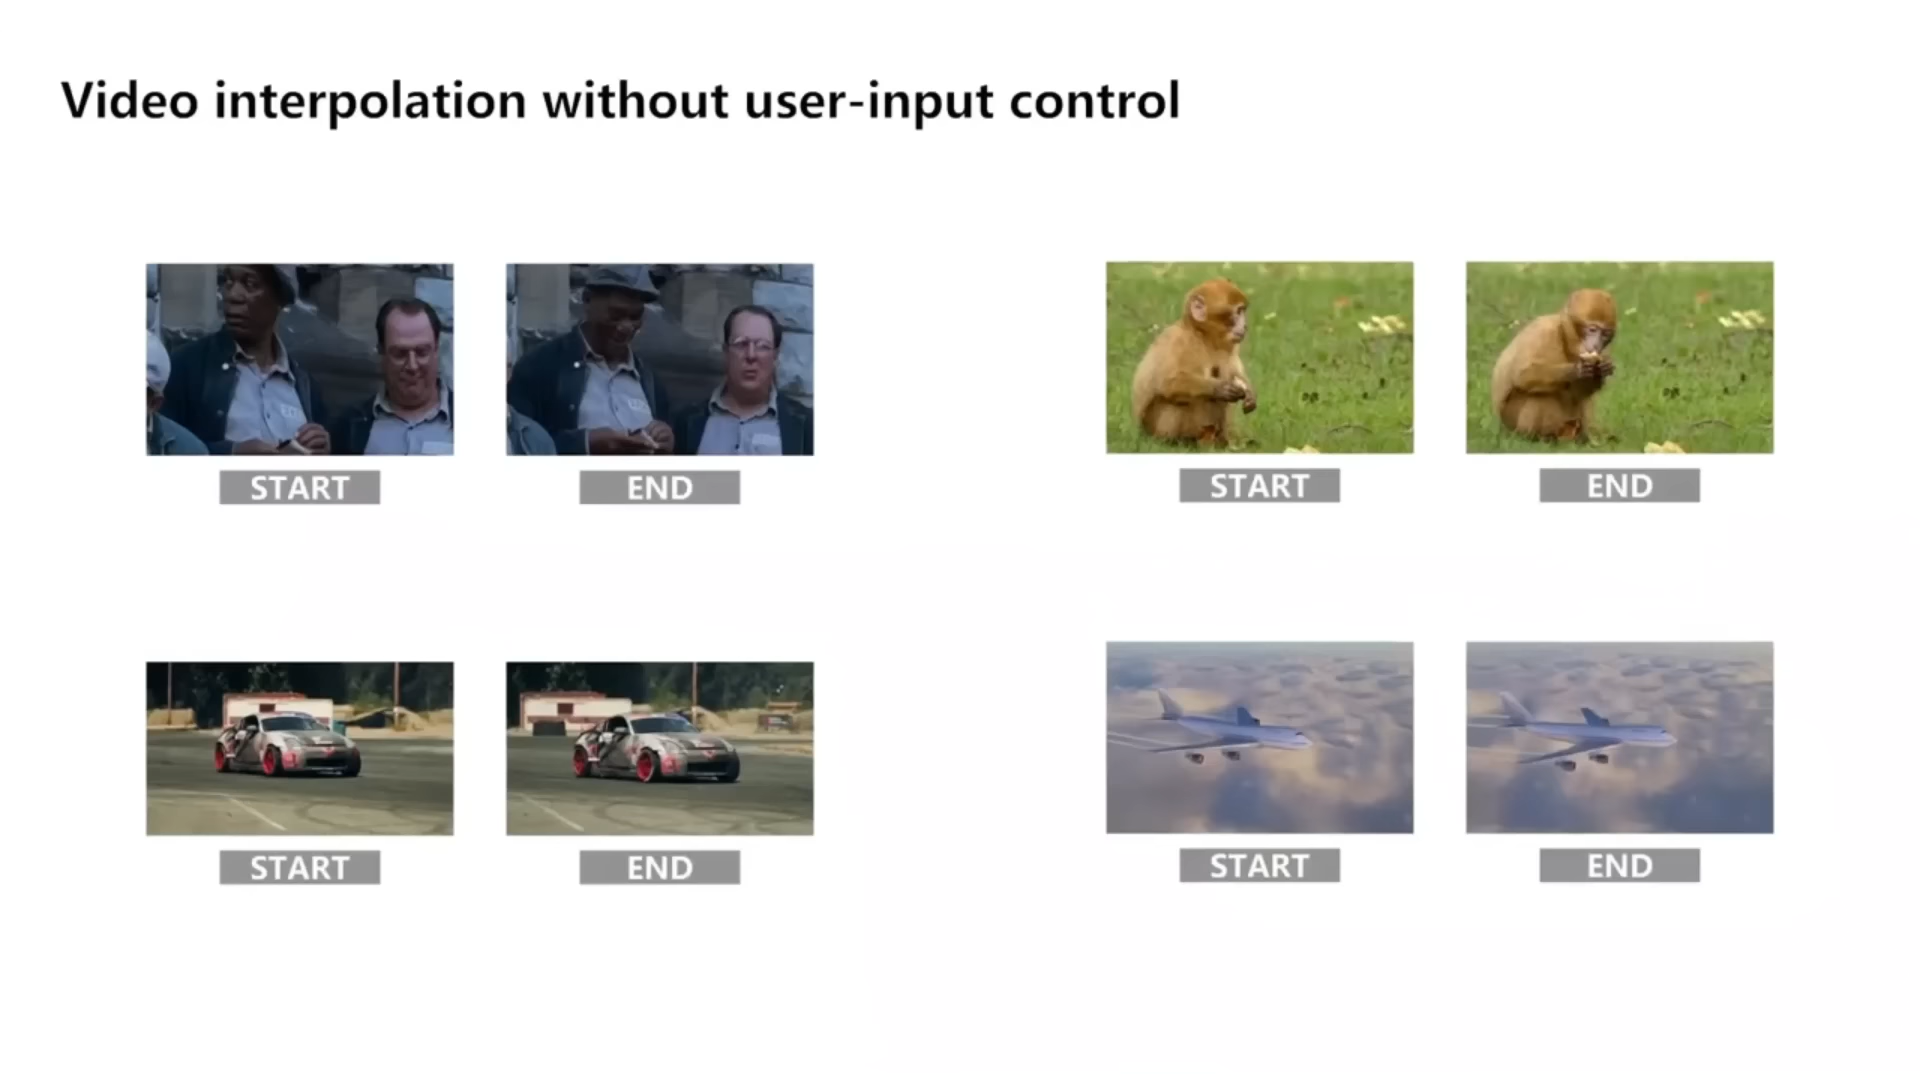 Video interpolation without user-input control
START
END
START
END
START
END
START
END